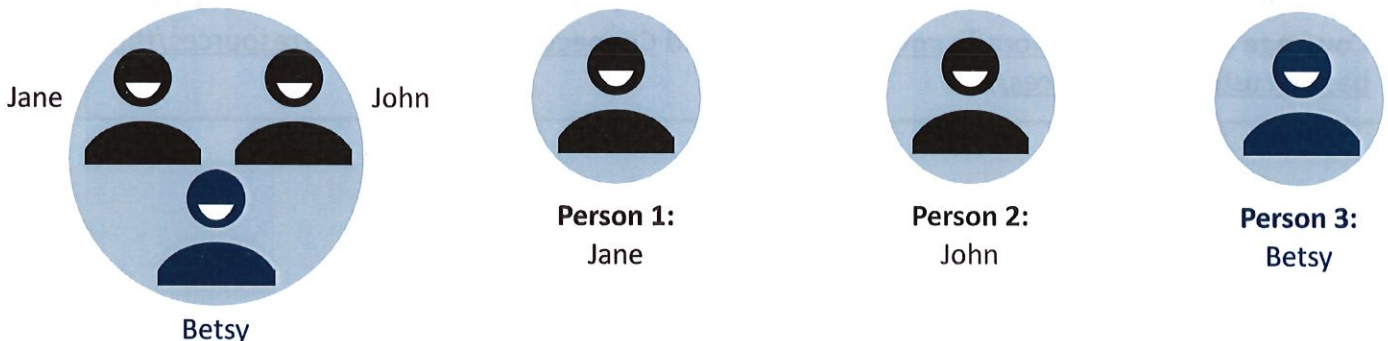 Jane
John
Betsy
Person 1:
Jane
Person 2:
John
Person 3:
Betsy